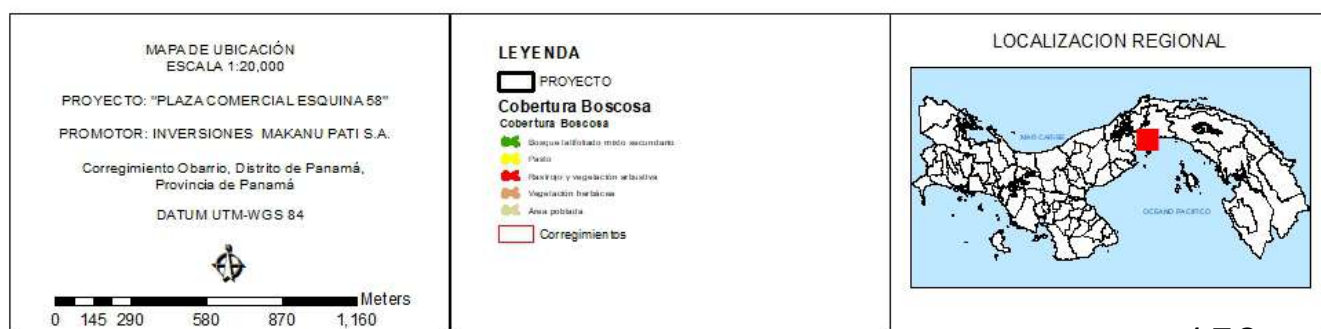 MAPA DE UBICACIÓN
ESCALA 1:20,000
PROYECTO: "PLAZA COMERCIAL ESQUINA 58"
PROMOTOR: INVERSIONES MAKANU PATI S.A.
Corregimiento Obarrio, Distrito de Panamá,
Provincia de Panamá
DATUM UTM-WGS 84
Meters
0 145 290 580 870 1,160
LEYENDA
PROYECTO
Cobertura Boscosa
Cobertura Boscosa
Bosque latifoliado mixto secundario
Pasto
Rastrojo y vegetación arbustiva
Vegetación herbácea
Área poblada
Corregimientos
LOCALIZACION REGIONAL
MAR CARIBE
OCEANO PACIFICO